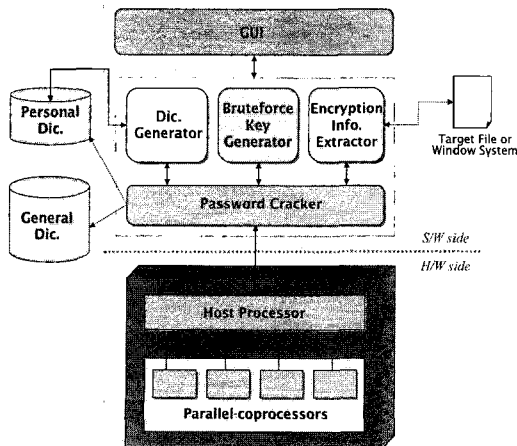 GUI
Personal
Dic.
Dic.
Generator
Bruteforce
Key
Generator
Encryption
Info.
Extractor
Target File or
Window System
General
Dic.
Password Cracker
S/W side
H/W side
Host Processor
Parallel-coprocessors